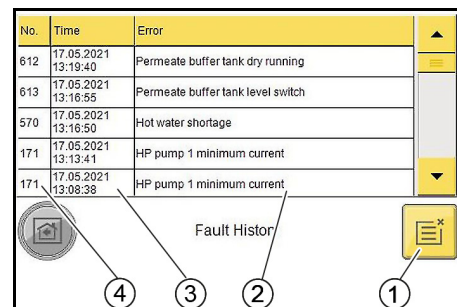 No. Time Error
612 17.05.2021 13:19:40 Permeate buffer tank dry running
613 17.05.2021 13:16:55 Permeate buffer tank level switch
570 17.05.2021 13:16:50 Hot water shortage
171 17.05.2021 13:13:41 HP pump 1 minimum current
171 17.05.2021 13:08:38 HP pump 1 minimum current
Fault Histor
4 3 2 1